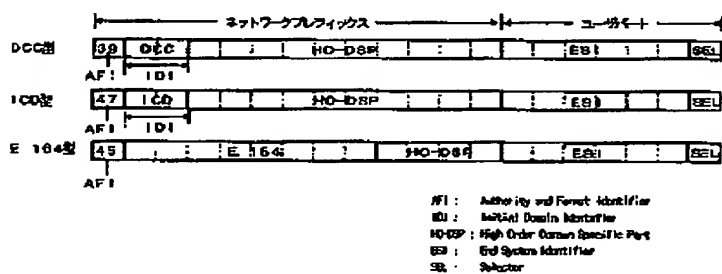 ネットワークプレフィックス ユーザパート
DCC型 39 DCC HO-DSP ESI SEL
AFI IDI
ICD型 47 ICD HO-DSP ESI SEL
AFI IDI
E 164型 45 E 164 HO-DSP ESI SEL
AFI
AFI : Authority and Format Identifier
IDI : Initial Domain Identifier
HO-DSP : High Order Domain Specific Part
ESI : End System Identifier
SEL : Selector